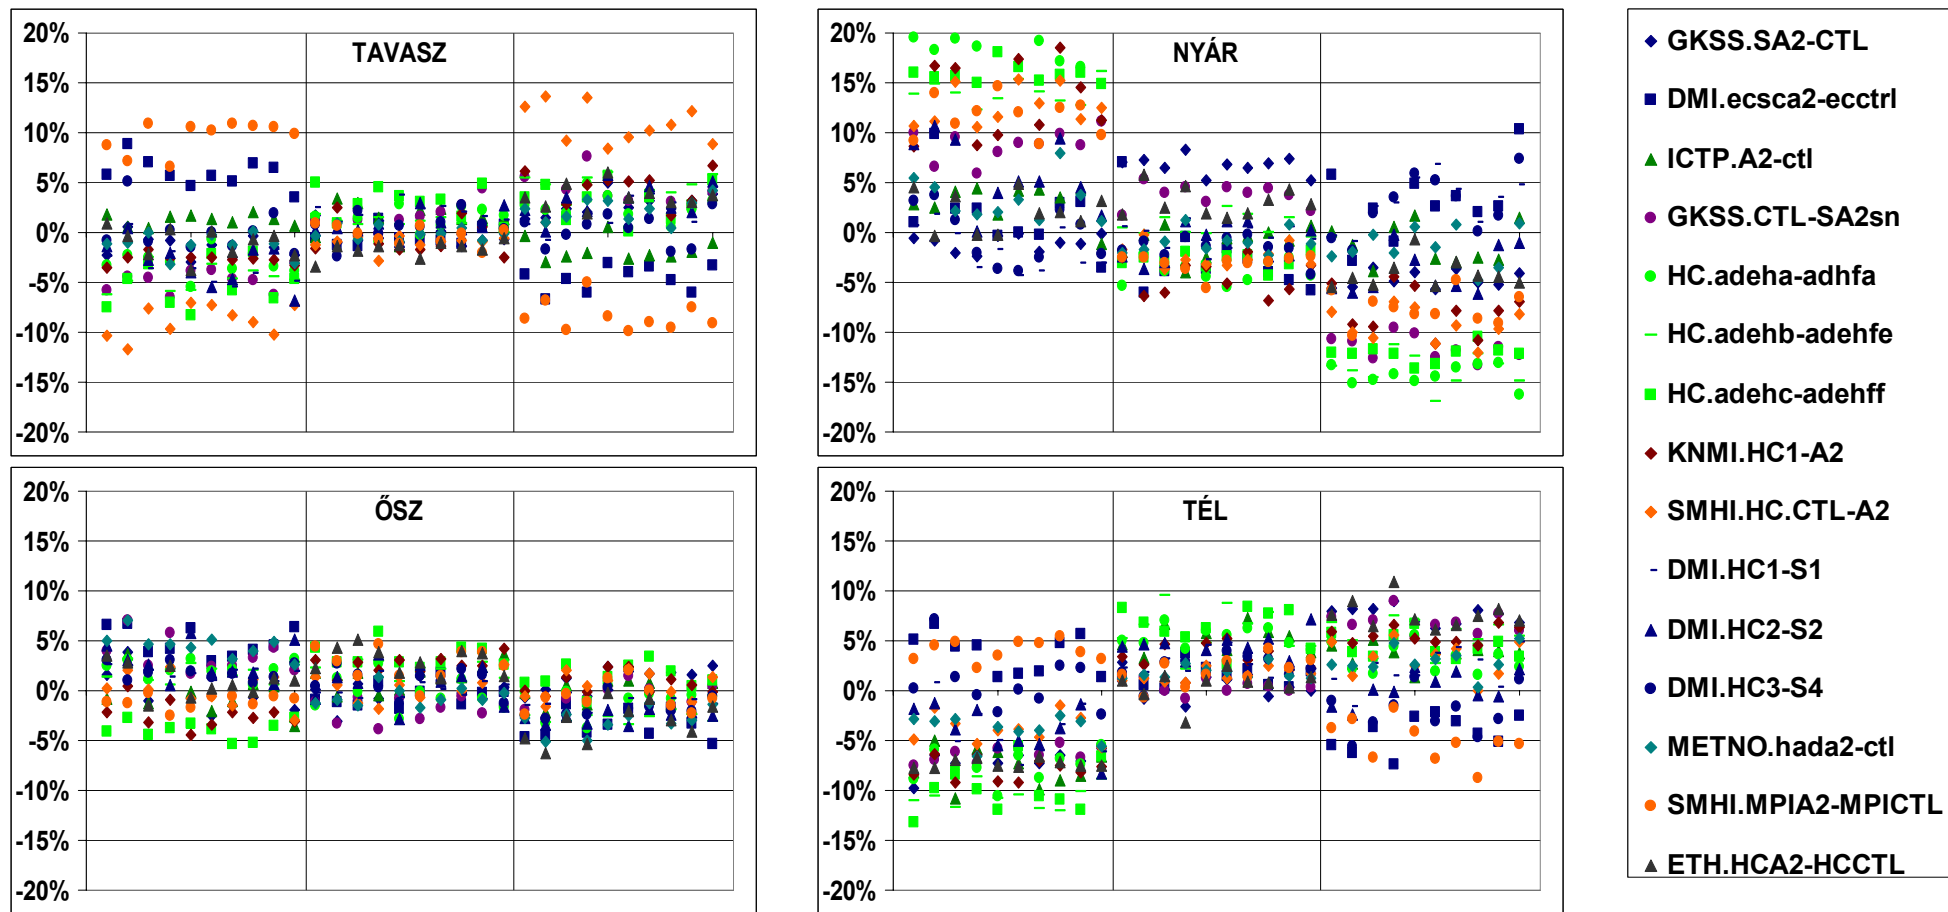 TAVASZ
20%
15%
10%
5%
0%
-5%
-10%
-15%
-20%
NYÁR
20%
15%
10%
5%
0%
-5%
-10%
-15%
-20%
ŐSZ
20%
15%
10%
5%
0%
-5%
-10%
-15%
-20%
TÉL
20%
15%
10%
5%
0%
-5%
-10%
-15%
-20%
GKSS.SA2-CTL
DMI.ecsca2-ecctrl
ICTP.A2-ctl
GKSS.CTL-SA2sn
HC.adeha-adhfa
HC.adehb-adehfe
HC.adehc-adehff
KNMI.HC1-A2
SMHI.HC.CTL-A2
DMI.HC1-S1
DMI.HC2-S2
DMI.HC3-S4
METNO.hada2-ctl
SMHI.MPIA2-MPICTL
ETH.HCA2-HCCTL